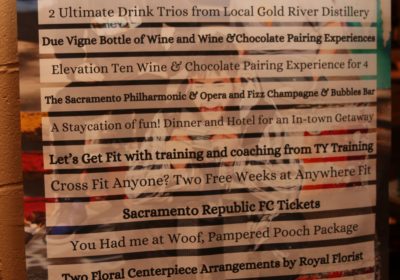 2 Ultimate Drink Trios from Local Gold River Distillery
Due Vigne Bottle of Wine and Wine &Chocolate Pairing Experiences
Elevation Ten Wine & Chocolate Pairing Experience for 4
The Sacramento Philharmonic & Opera and Fizz Champagne & Bubbles Bar
A Staycation of fun! Dinner and Hotel for an In-town Getaway
Let's Get Fit with training and coaching from TY Training
Cross Fit Anyone? Two Free Weeks at Anywhere Fit
Sacramento Republic FC Tickets
You Had me at Woof, Pampered Pooch Package
Two Floral Centerpiece Arrangements by Royal Florist